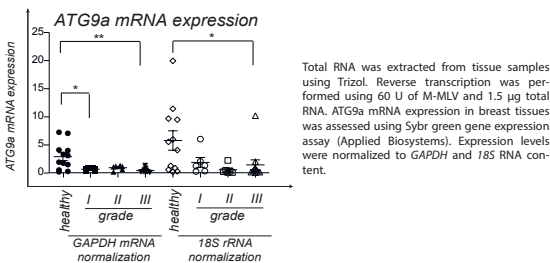 ATG9a mRNA expression
ATG9a mRNA expression
25
20
15
10
5
0
**
*
*
healthy
I
II
III
grade
GAPDH mRNA
normalization
healthy
I
II
III
grade
18S rRNA
normalization
Total RNA was extracted from tissue samples
using Trizol. Reverse transcription was per-
formed using 60 U of M-MLV and 1.5 µg total
RNA. ATG9a mRNA expression in breast tissues
was assessed using Sybr green gene expression
assay (Applied Biosystems). Expression levels
were normalized to GAPDH and 18S RNA con-
tent.